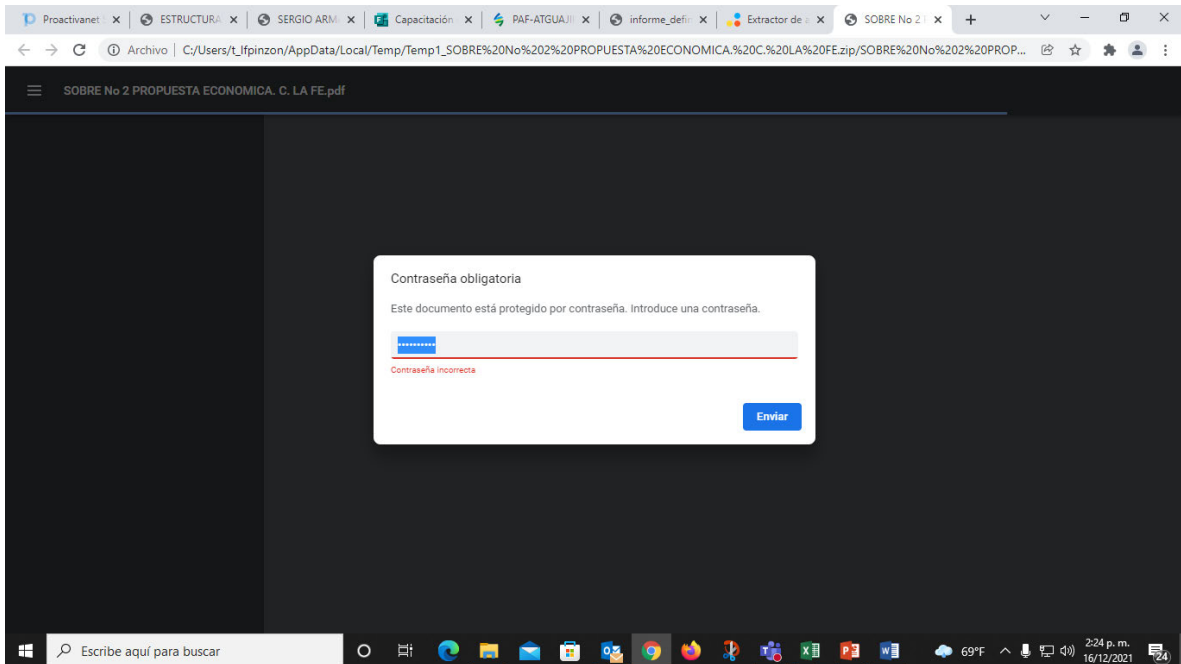 Proactivanet
ESTRUCTURA
SERGIO ARM
Capacitación
PAF-ATGUAJI
informe_defin
Extractor de a
SOBRE No 2
Archivo | C:/Users/t_lfpinzon/AppData/Local/Temp/Temp1_SOBRE%20No%202%20PROPUESTA%20ECONOMICA.%20C.%20LA%20FE.zip/SOBRE%20No%202%20PROP...
SOBRE No 2 PROPUESTA ECONOMICA. C. LA FE.pdf
Contraseña obligatoria
Este documento está protegido por contraseña. Introduce una contraseña.
••••••••••
Contraseña incorrecta
Enviar
Escribe aquí para buscar
69°F
2:24 p. m.
16/12/2021
24